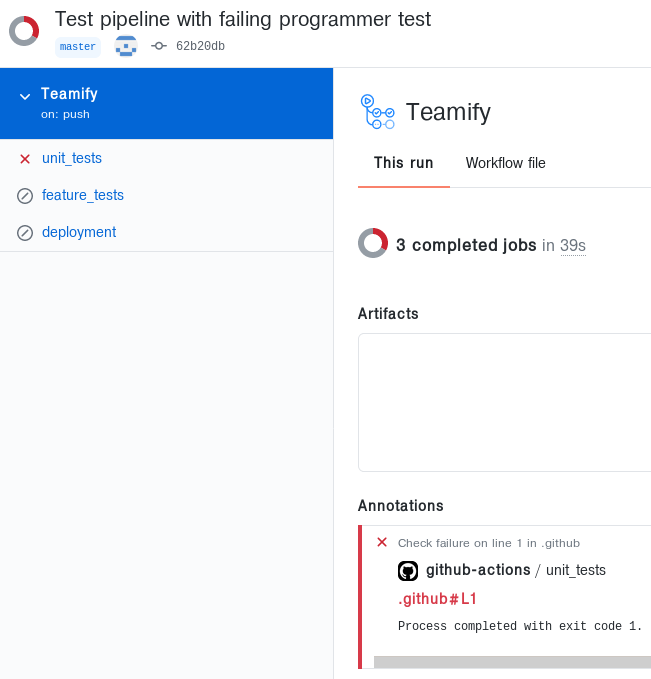 Test pipeline with failing programmer test
master 62b20db
Teamify
on: push
unit_tests
feature_tests
deployment
Teamify
This run Workflow file
3 completed jobs in 39s
Artifacts
Annotations
Check failure on line 1 in .github
github-actions / unit_tests
.github#L1
Process completed with exit code 1.